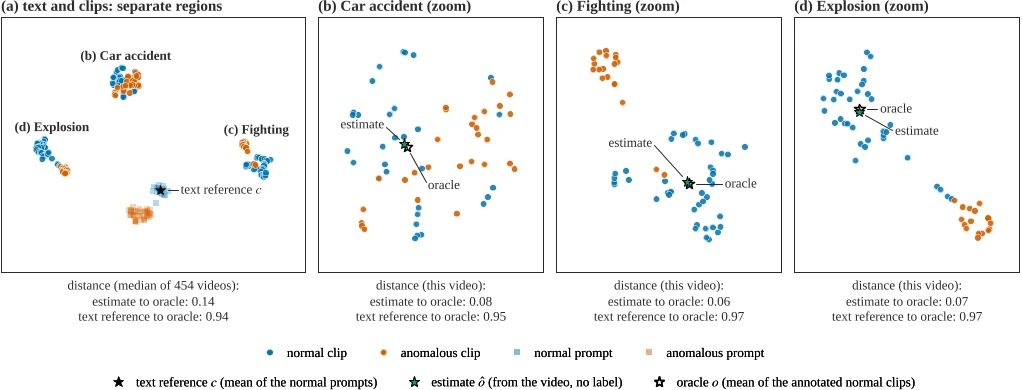 (a) text and clips: separate regions
(b) Car accident (zoom)
(c) Fighting (zoom)
(d) Explosion (zoom)
(b) Car accident
(d) Explosion
(c) Fighting
text reference c
estimate
oracle
estimate
oracle
oracle
estimate
distance (median of 454 videos):
estimate to oracle: 0.14
text reference to oracle: 0.94
distance (this video):
estimate to oracle: 0.08
text reference to oracle: 0.95
distance (this video):
estimate to oracle: 0.06
text reference to oracle: 0.97
distance (this video):
estimate to oracle: 0.07
text reference to oracle: 0.97
normal clip
anomalous clip
normal prompt
anomalous prompt
text reference c (mean of the normal prompts)
estimate ô (from the video, no label)
oracle o (mean of the annotated normal clips)